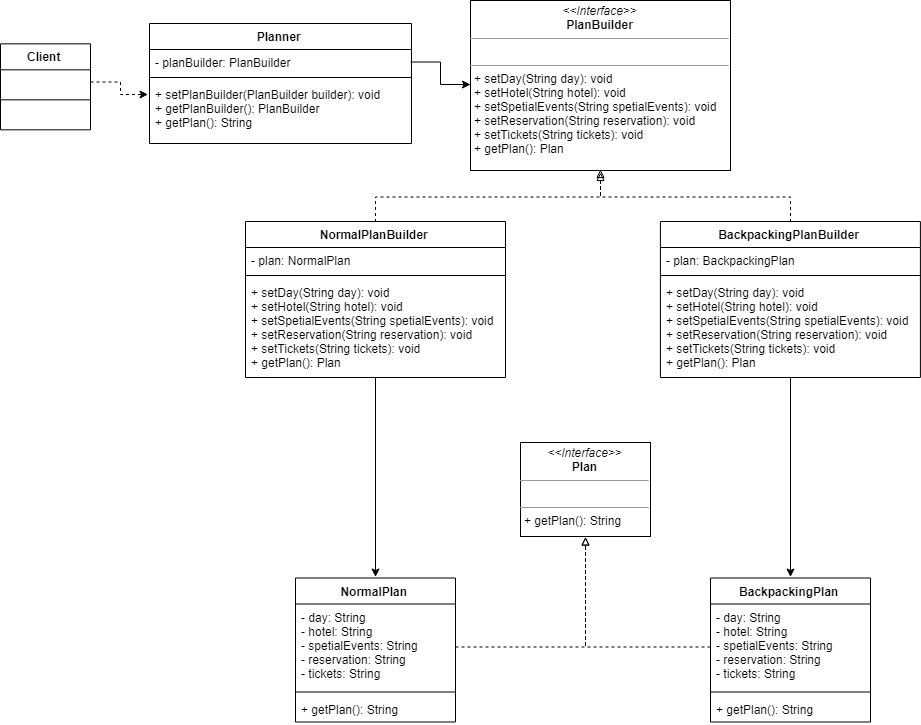 <<Interface>>
PlanBuilder
+ setDay(String day): void
+ setHotel(String hotel): void
+ setSpetialEvents(String spetialEvents): void
+ setReservation(String reservation): void
+ setTickets(String tickets): void
+ getPlan(): Plan
Planner
- planBuilder: PlanBuilder
+ setPlanBuilder(PlanBuilder builder): void
+ getPlanBuilder(): PlanBuilder
+ getPlan(): String
Client
NormalPlanBuilder
- plan: NormalPlan
+ setDay(String day): void
+ setHotel(String hotel): void
+ setSpetialEvents(String spetialEvents): void
+ setReservation(String reservation): void
+ setTickets(String tickets): void
+ getPlan(): Plan
BackpackingPlanBuilder
- plan: BackpackingPlan
+ setDay(String day): void
+ setHotel(String hotel): void
+ setSpetialEvents(String spetialEvents): void
+ setReservation(String reservation): void
+ setTickets(String tickets): void
+ getPlan(): Plan
<<Interface>>
Plan
+ getPlan(): String
NormalPlan
- day: String
- hotel: String
- spetialEvents: String
- reservation: String
- tickets: String
+ getPlan(): String
BackpackingPlan
- day: String
- hotel: String
- spetialEvents: String
- reservation: String
- tickets: String
+ getPlan(): String